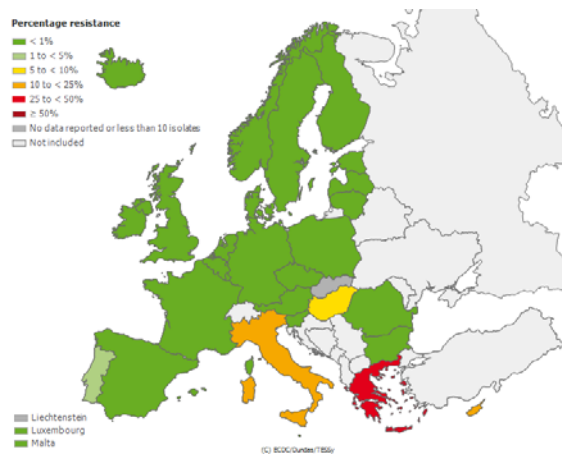 Percentage resistance
< 1%
1 to < 5%
5 to < 10%
10 to < 25%
25 to < 50%
≥ 50%
No data reported or less than 10 isolates
Not included
Liechtenstein
Luxembourg
Malta
(C) ECDC/Dundas/TESSy